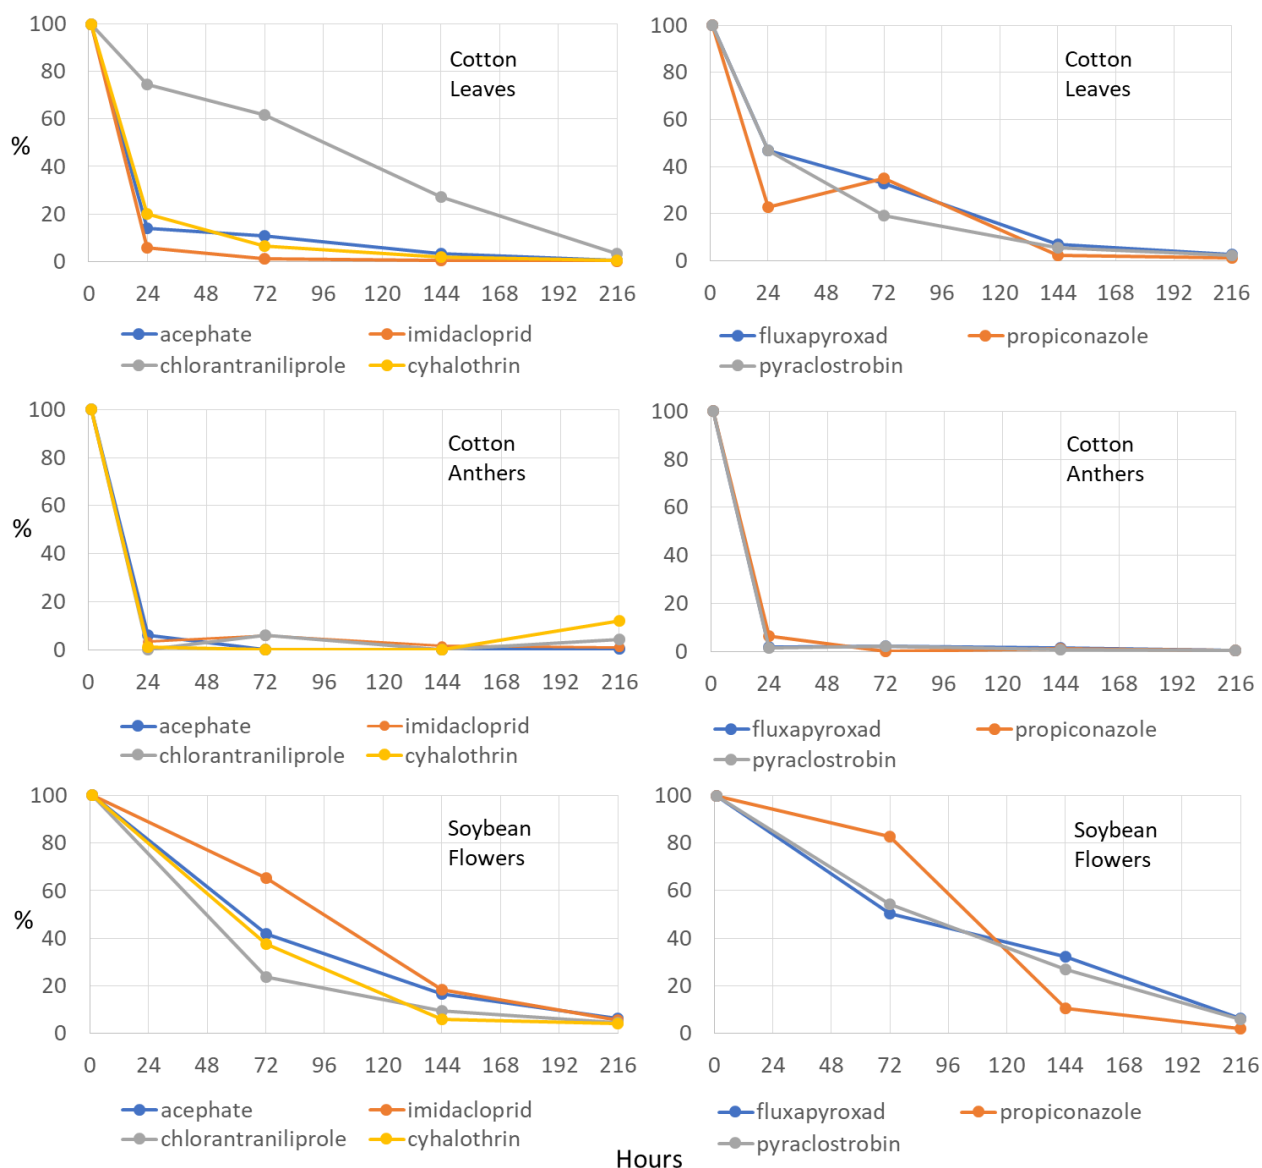 100
80
60
40
20
0
%
Cotton
Leaves
0 24 48 72 96 120 144 168 192 216
acephate imidacloprid
chlorantraniliprole cyhalothrin
100
80
60
40
20
0
Cotton
Leaves
0 24 48 72 96 120 144 168 192 216
fluxapyroxad propiconazole
pyraclostrobin
100
80
60
40
20
0
%
Cotton
Anthers
0 24 48 72 96 120 144 168 192 216
acephate imidacloprid
chlorantraniliprole cyhalothrin
100
80
60
40
20
0
Cotton
Anthers
0 24 48 72 96 120 144 168 192 216
fluxapyroxad propiconazole
pyraclostrobin
100
80
60
40
20
0
%
Soybean
Flowers
0 24 48 72 96 120 144 168 192 216
acephate imidacloprid
chlorantraniliprole cyhalothrin
100
80
60
40
20
0
Soybean
Flowers
0 24 48 72 96 120 144 168 192 216
fluxapyroxad propiconazole
pyraclostrobin
Hours